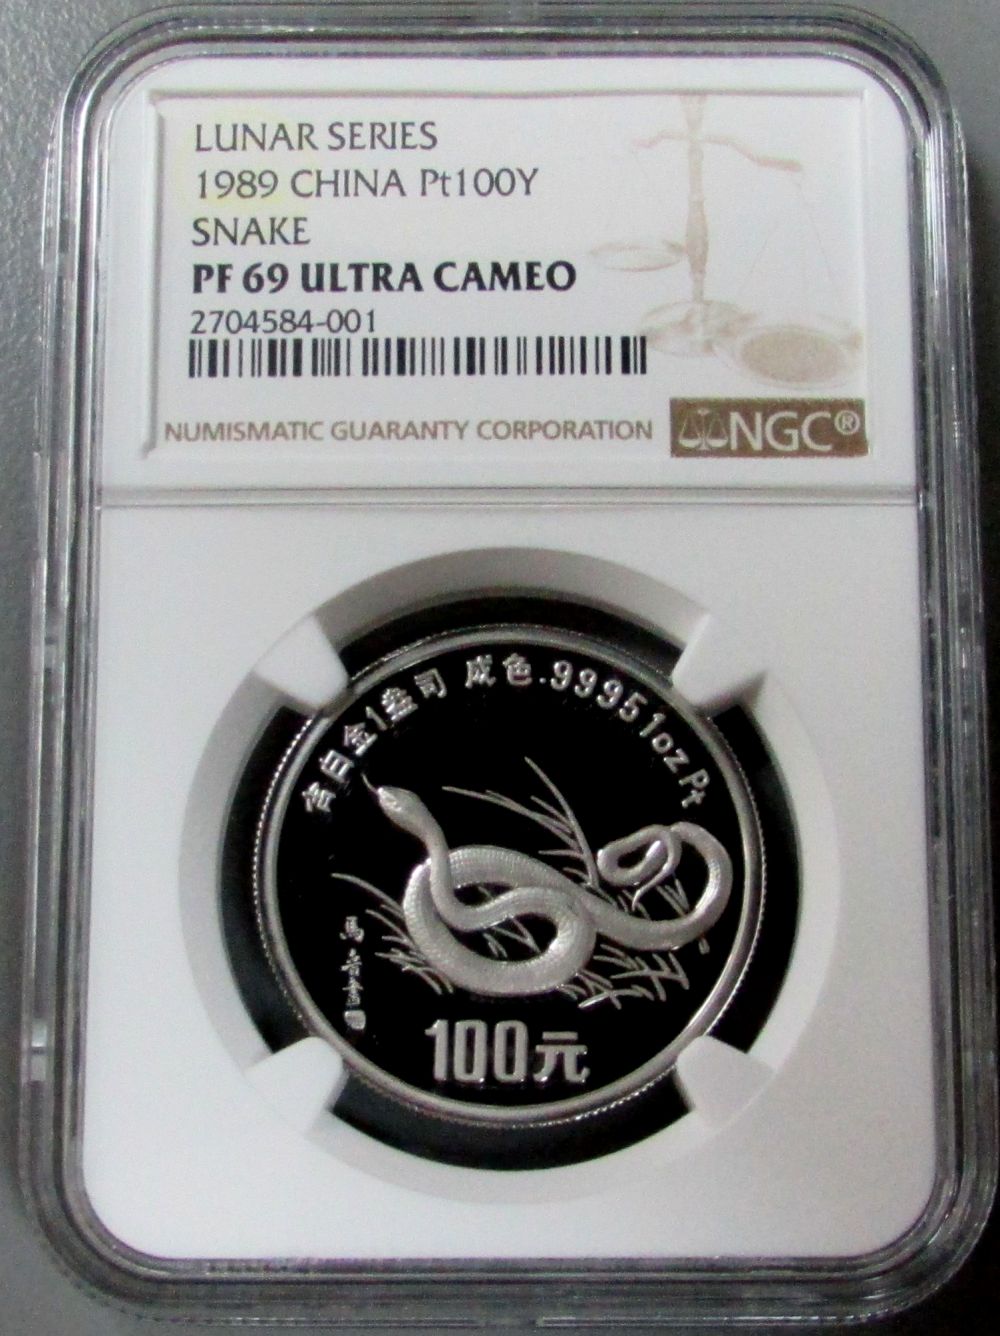 LUNAR SERIES
1989 CHINA Pt100Y
SNAKE
PF 69 ULTRA CAMEO
2704584-001
NUMISMATIC GUARANTY CORPORATION
NGC®
含白金1盎司 成色.9995 1oz Pt
100元